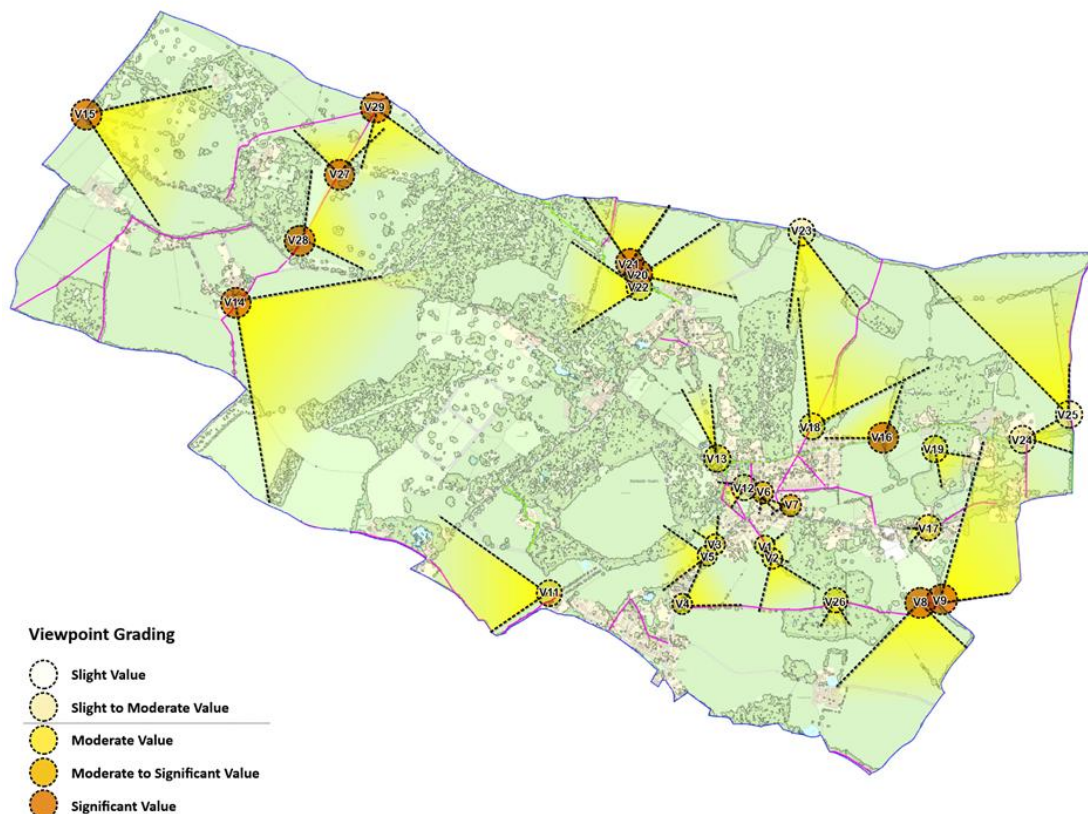 V15
V29
V27
V28
V14
V21
V20
V22
V23
V18
V16
V25
V24
V19
V13
V12
V6
V7
V17
V3
V5
V1
V2
V11
V4
V26
V8
V9
Viewpoint Grading
Slight Value
Slight to Moderate Value
Moderate Value
Moderate to Significant Value
Significant Value